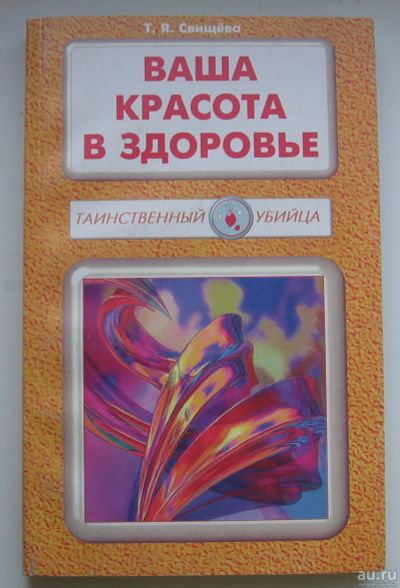 Т. Я. Свищёва
ВАША
КРАСОТА
В ЗДОРОВЬЕ
ТАИНСТВЕННЫЙ УБИЙЦА
au.ru